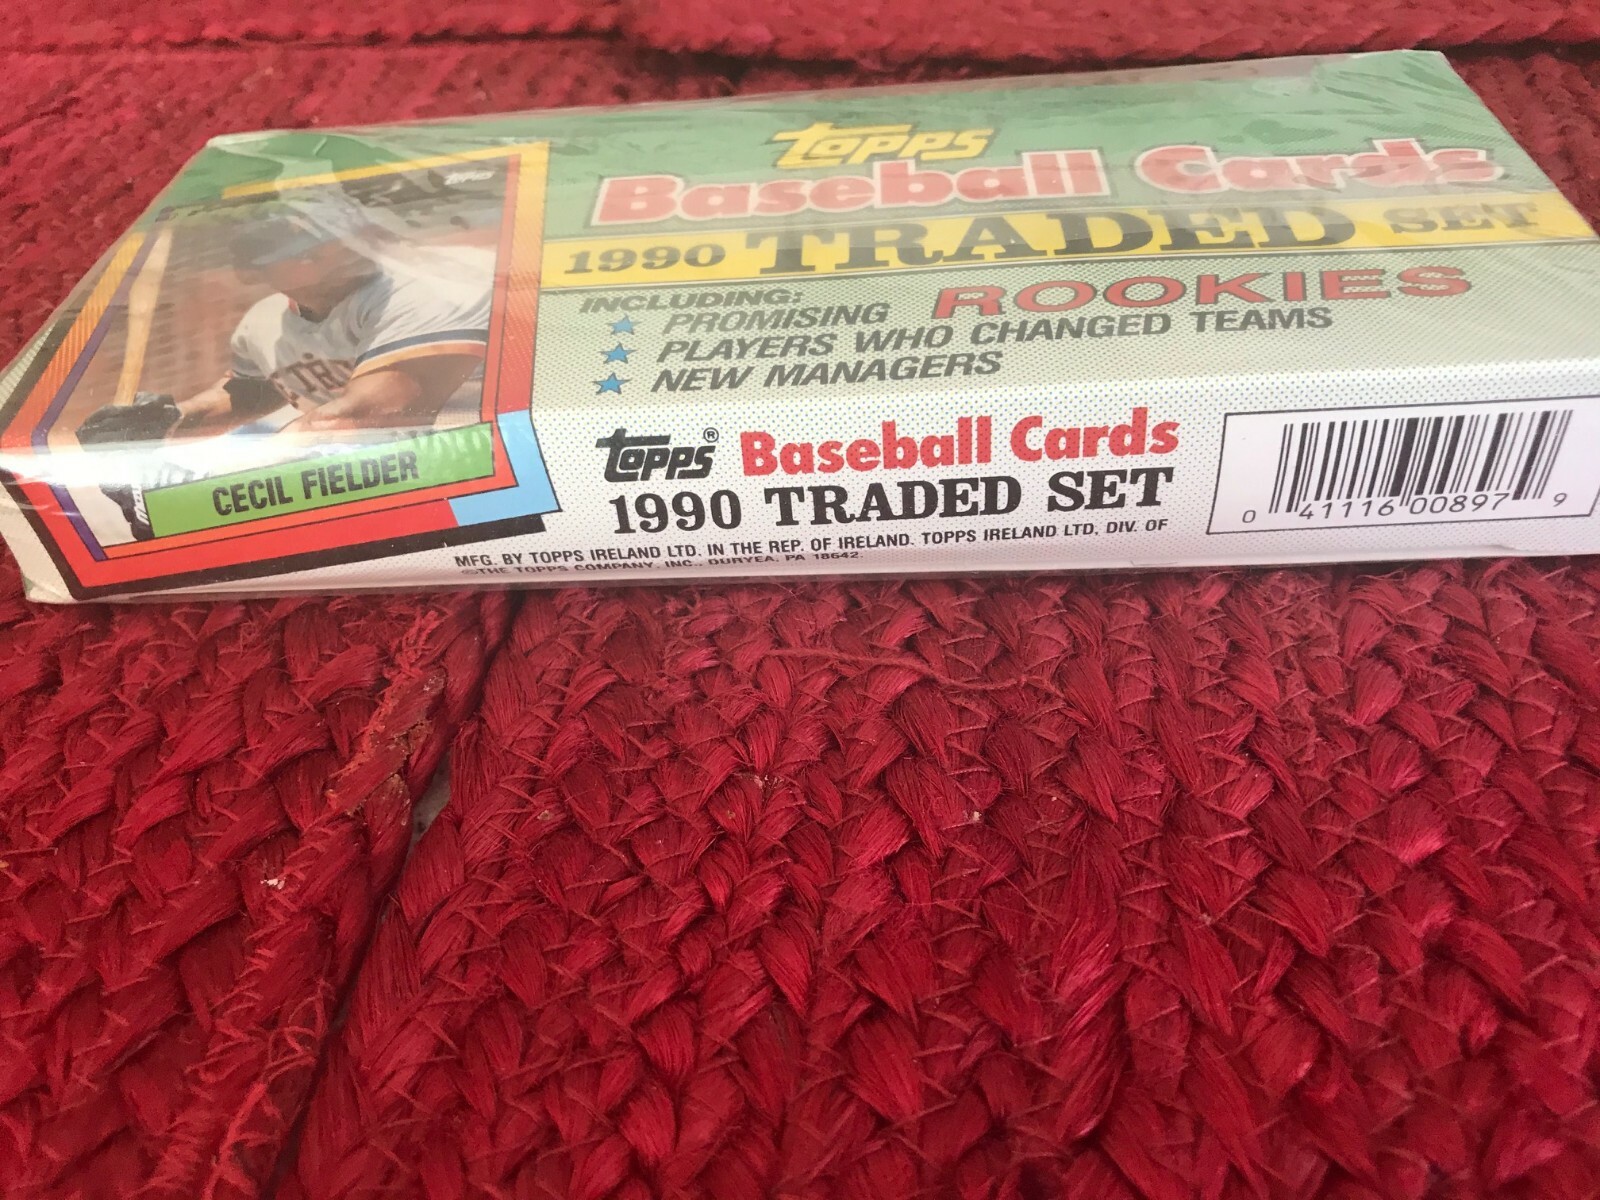 Topps
Topps
Baseball Cards
1990 TRADED SET
INCLUDING:
PROMISING ROOKIES
PLAYERS WHO CHANGED TEAMS
NEW MANAGERS
CECIL FIELDER
Topps® Baseball Cards
1990 TRADED SET
MFG. BY TOPPS IRELAND LTD. IN THE REP. OF IRELAND. TOPPS IRELAND LTD, DIV. OF
©THE TOPPS COMPANY, INC., DURYEA, PA 18642.
0 41116 00897 9